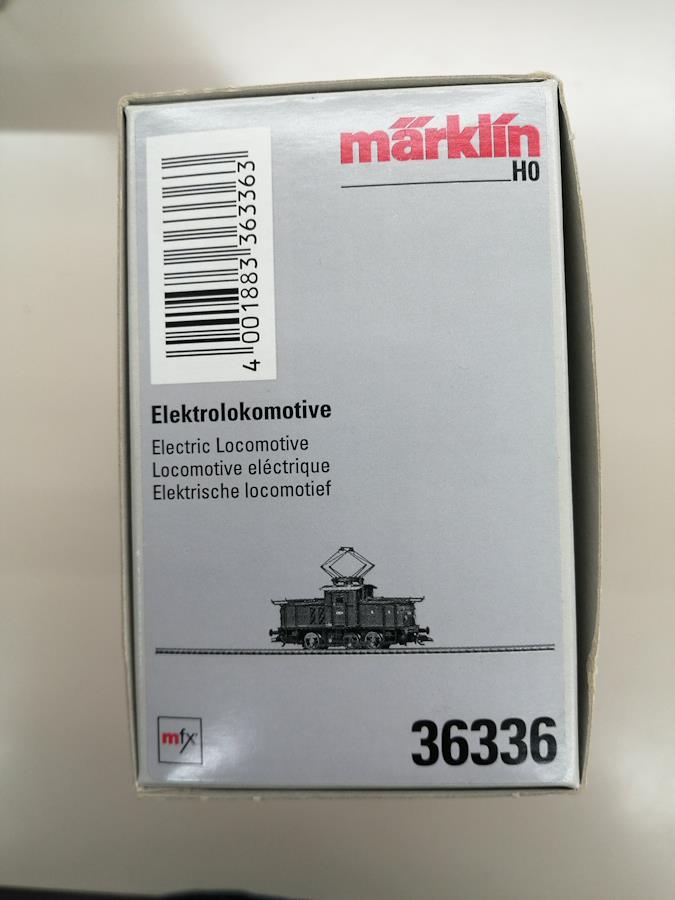 märklin
H0
4 001883 363363
Elektrolokomotive
Electric Locomotive
Locomotive eléctrique
Elektrische locomotief
mfx
36336